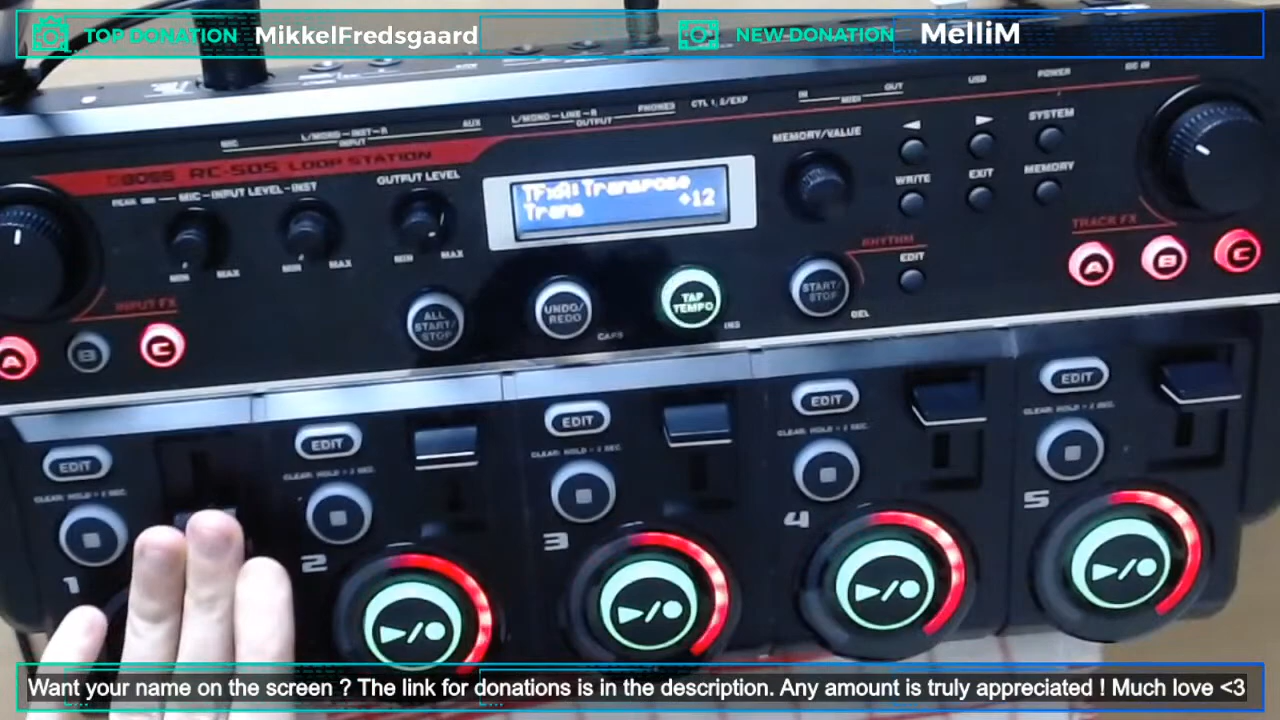 TOP DONATION MikkelFredsgaard NEW DONATION MelliM
USB POWER DC IN
IN MIDI OUT
L/MONO—LINE—R PHONES CTL 1, 2/EXP
OUTPUT
MIC L/MONO—INST—R AUX
INPUT
BOSS RC-505 LOOP STATION
MEMORY/VALUE ◄ ► SYSTEM
PEAK MIC—INPUT LEVEL—INST OUTPUT LEVEL
WRITE EXIT MEMORY
TFxA:Transpose
Trans +12
MIN MAX MIN MAX MIN MAX
INPUT FX
RHYTHM
EDIT
TRACK FX
A B C
A B C
ALL START/STOP
UNDO/REDO
CAPS
TAP TEMPO
INS
START/STOP
DEL
EDIT EDIT EDIT EDIT EDIT
CLEAR: HOLD = 2 SEC. CLEAR: HOLD = 2 SEC. CLEAR: HOLD = 2 SEC. CLEAR: HOLD = 2 SEC. CLEAR: HOLD = 2 SEC.
1 2 3 4 5
Want your name on the screen ? The link for donations is in the description. Any amount is truly appreciated ! Much love <3